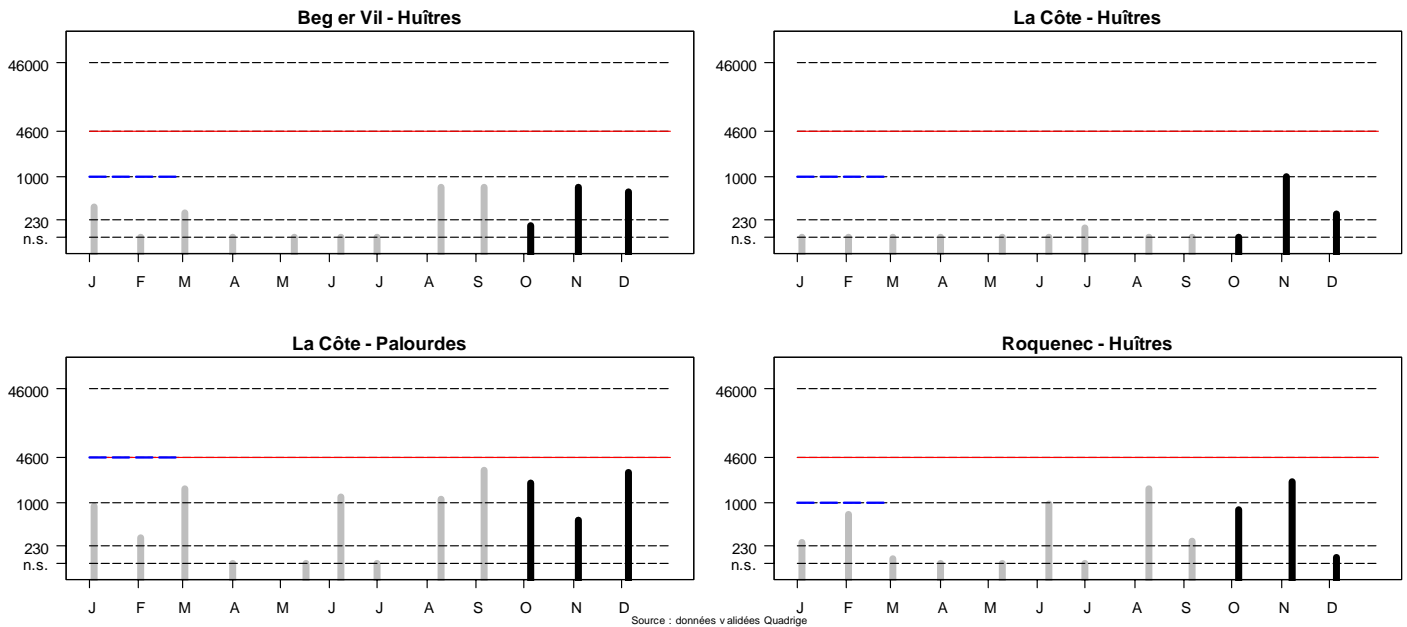 Beg er Vil - Huîtres
46000
4600
1000
230
n.s.
J F M A M J J A S O N D
La Côte - Huîtres
46000
4600
1000
230
n.s.
J F M A M J J A S O N D
La Côte - Palourdes
46000
4600
1000
230
n.s.
J F M A M J J A S O N D
Roquenec - Huîtres
46000
4600
1000
230
n.s.
J F M A M J J A S O N D
Source : données validées Quadrige